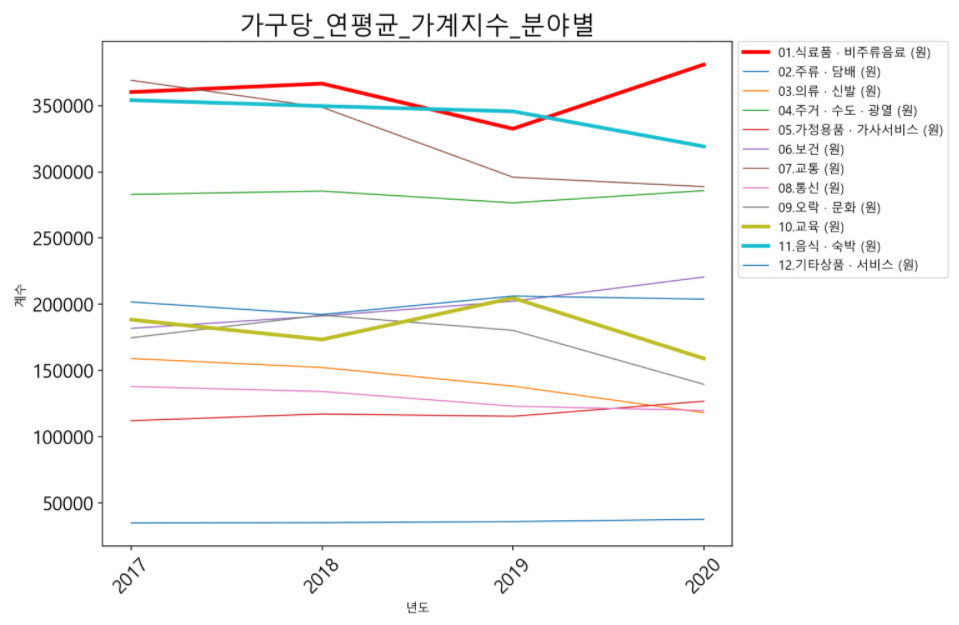 가구당_연평균_가계지수_분야별
350000
300000
250000
200000
150000
100000
50000
계수
2017
2018
2019
2020
년도
01.식료품 · 비주류음료 (원)
02.주류 · 담배 (원)
03.의류 · 신발 (원)
04.주거 · 수도 · 광열 (원)
05.가정용품 · 가사서비스 (원)
06.보건 (원)
07.교통 (원)
08.통신 (원)
09.오락 · 문화 (원)
10.교육 (원)
11.음식 · 숙박 (원)
12.기타상품 · 서비스 (원)